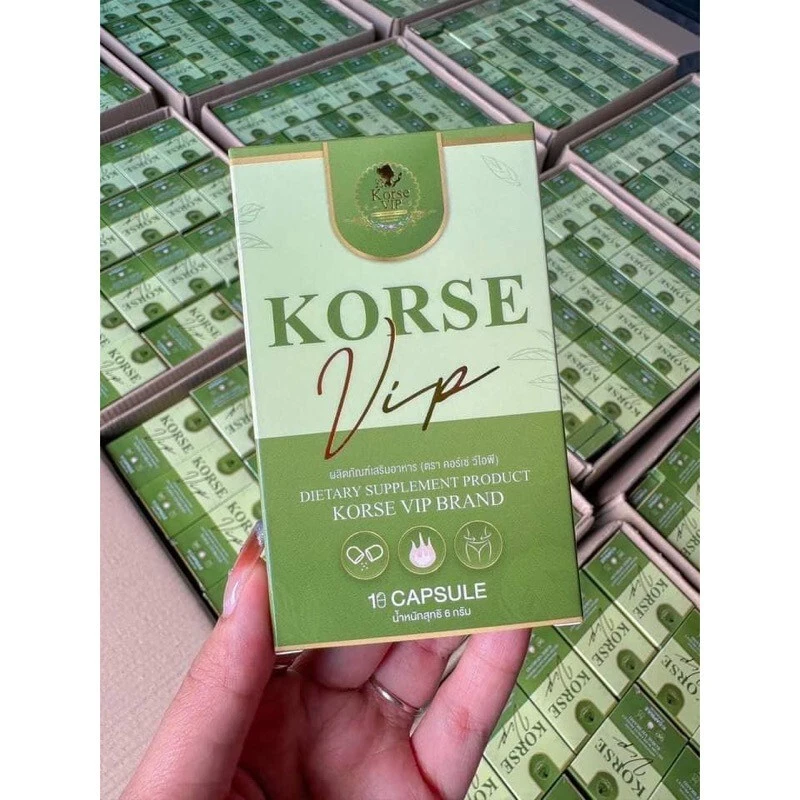 Korse
VIP
KORSE
Vip
ผลิตภัณฑ์เสริมอาหาร (ตรา คอร์เซ่ วีไอพี)
DIETARY SUPPLEMENT PRODUCT
KORSE VIP BRAND
10 CAPSULE
น้ำหนักสุทธิ 6 กรัม